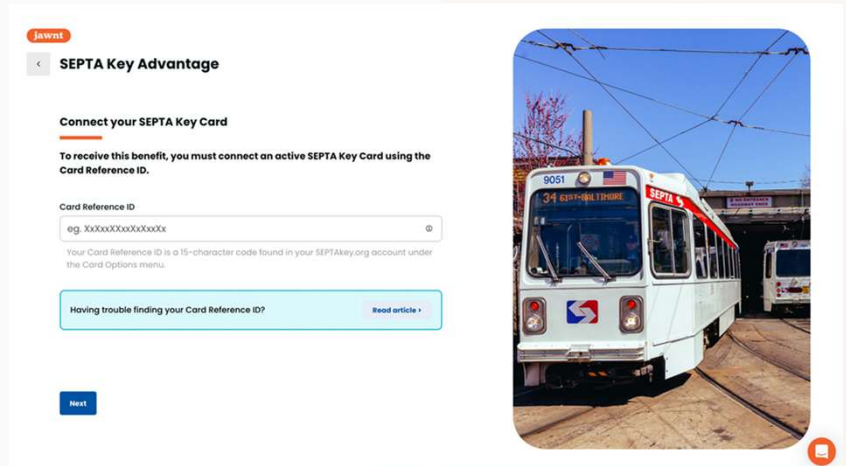 jawnt
SEPTA Key Advantage
Connect your SEPTA Key Card
To receive this benefit, you must connect an active SEPTA Key Card using the
Card Reference ID.
Card Reference ID
eg. XxXxxXXxxXxXxxXx
Your Card Reference ID is a 15-character code found in your SEPTAkey.org account under
the Card Options menu.
Having trouble finding your Card Reference ID?
Read article ›
Next
9051
34 61ST-BALTIMORE
SEPTA
NO ENTRANCE